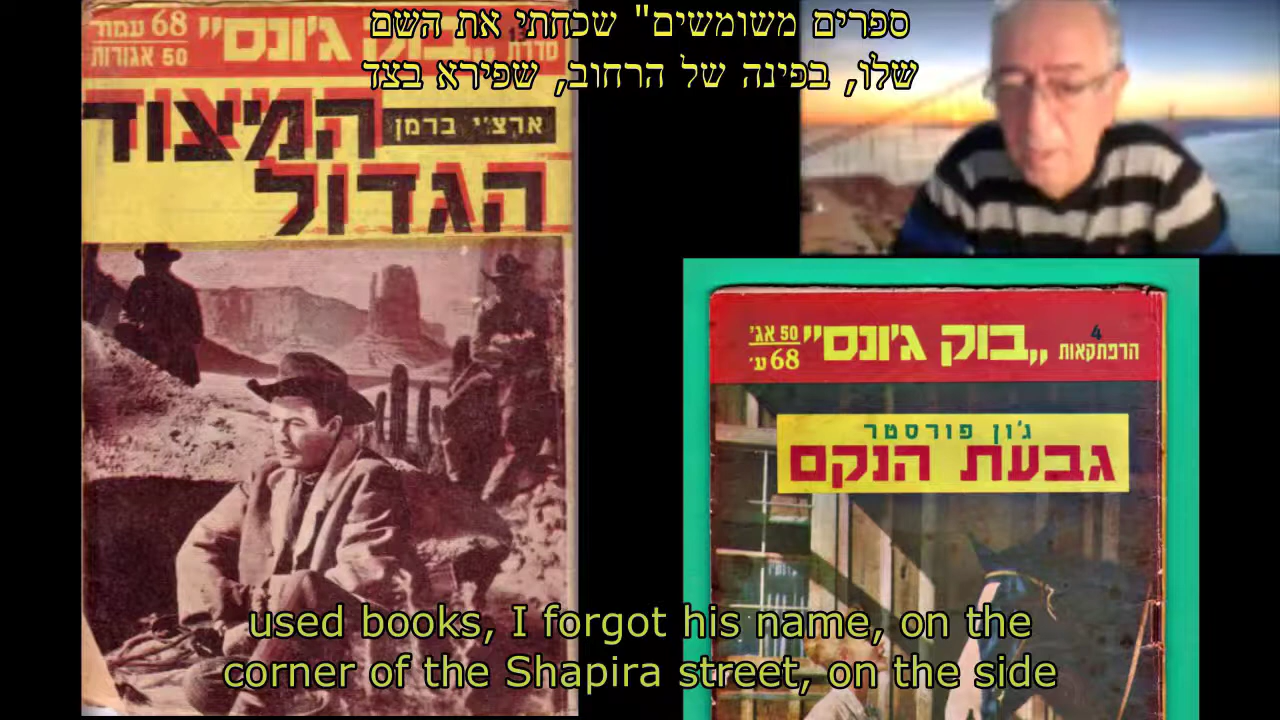 ספרים משומשים" שכחתי את השם
שלו, בפינה של הרחוב, שפירא בצד
סדרת "בוק ג'ונס" 68 עמוד
50 אגורות
ארצ'י ברמן
המיצוד
הגדול
4
הרפתקאות "בוק ג'ונס" 50 אג'
68 ע'
ג'ון פורסטר
גבעת הנקם
used books, I forgot his name, on the
corner of the Shapira street, on the side